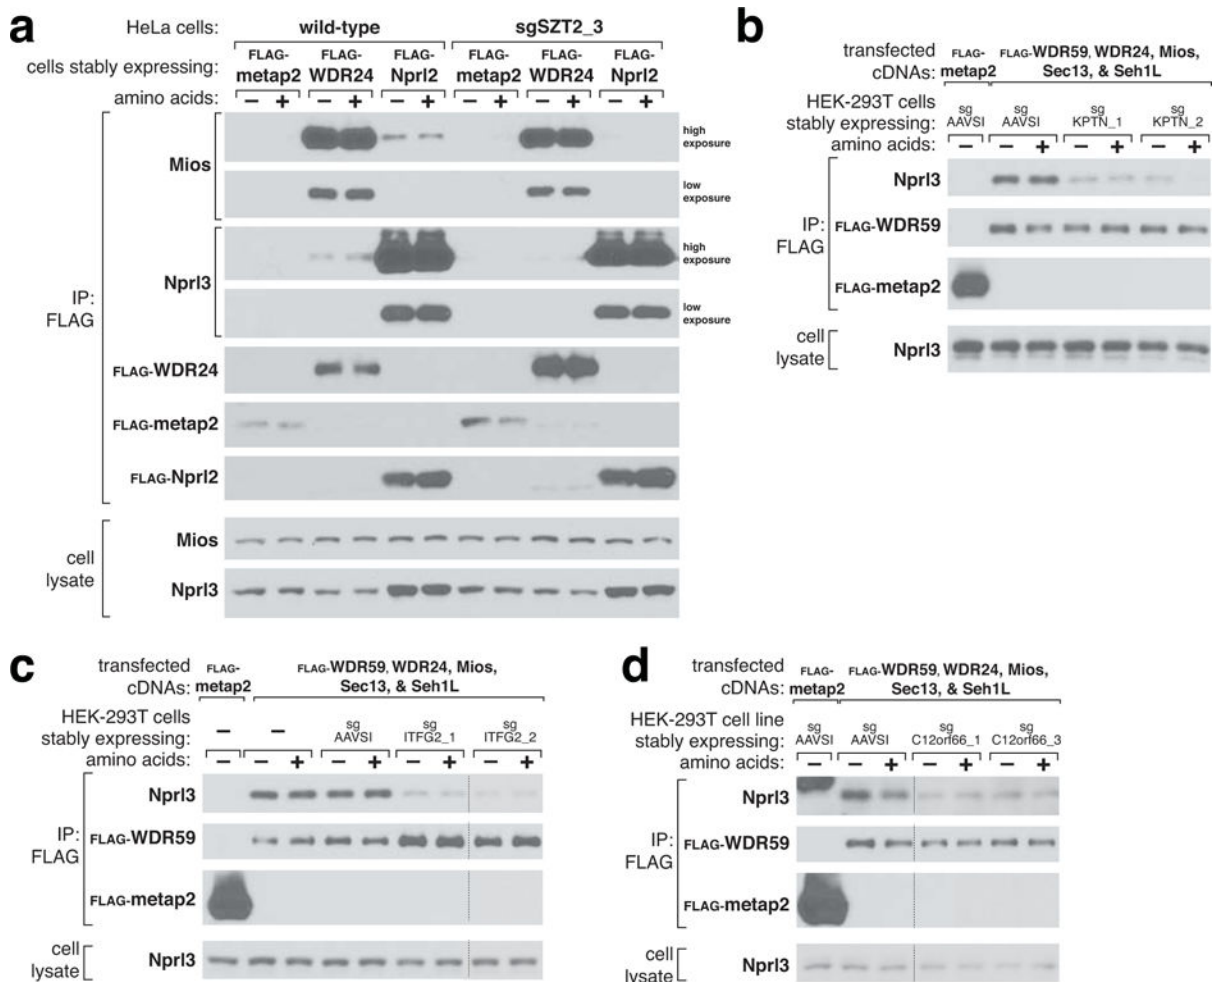 a
HeLa cells: wild-type sgSZT2_3
cells stably expressing: FLAG-metap2 FLAG-WDR24 FLAG-Nprl2 FLAG-metap2 FLAG-WDR24 FLAG-Nprl2
amino acids: – + – + – + – + – + – +
IP: FLAG
Mios
high exposure
low exposure
Nprl3
high exposure
low exposure
FLAG-WDR24
FLAG-metap2
FLAG-Nprl2
cell lysate
Mios
Nprl3
b
transfected cDNAs: FLAG-metap2 FLAG-WDR59, WDR24, Mios, Sec13, & Seh1L
HEK-293T cells stably expressing: sg AAVSI sg AAVSI sg KPTN_1 sg KPTN_2
amino acids: – – + – + – +
IP: FLAG
Nprl3
FLAG-WDR59
FLAG-metap2
cell lysate
Nprl3
c
transfected cDNAs: FLAG-metap2 FLAG-WDR59, WDR24, Mios, Sec13, & Seh1L
HEK-293T cells stably expressing: – – sg AAVSI sg ITFG2_1 sg ITFG2_2
amino acids: – – + – + – + – +
IP: FLAG
Nprl3
FLAG-WDR59
FLAG-metap2
cell lysate
Nprl3
d
transfected cDNAs: FLAG-metap2 FLAG-WDR59, WDR24, Mios, Sec13, & Seh1L
HEK-293T cell line stably expressing: sg AAVSI sg AAVSI sg C12orf66_1 sg C12orf66_3
amino acids: – – + – + – +
IP: FLAG
Nprl3
FLAG-WDR59
FLAG-metap2
cell lysate
Nprl3